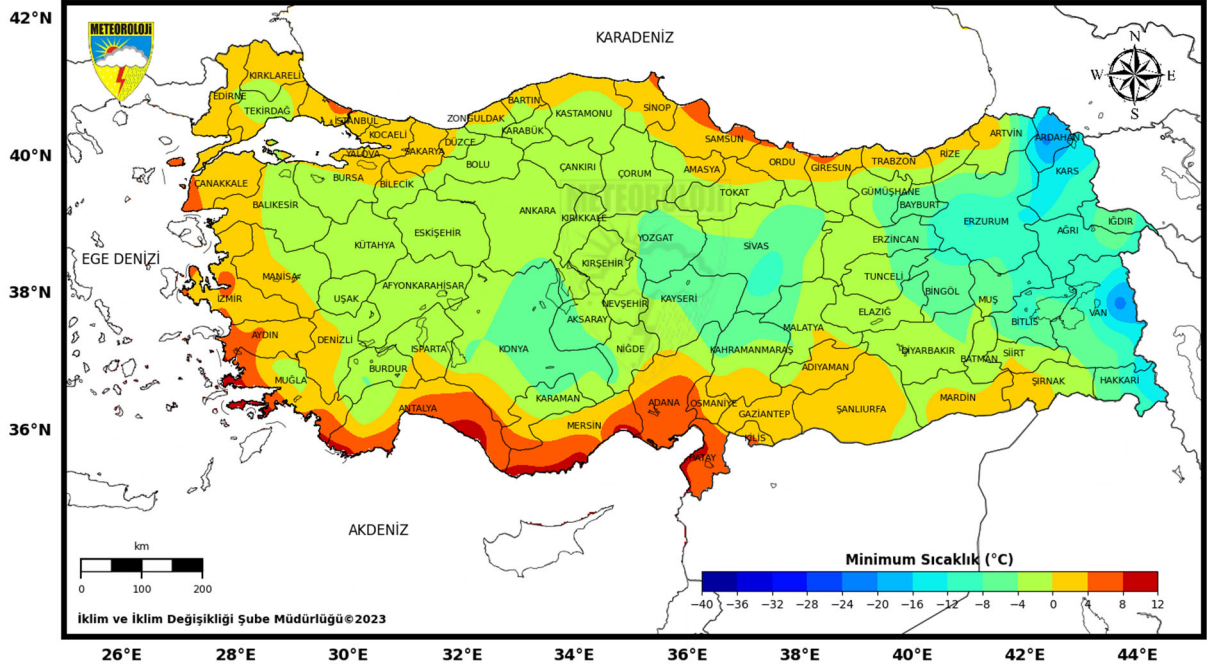 42°N
METEOROLOJİ
KARADENİZ
N
W E
S
KIRKLARELİ
EDİRNE
TEKİRDAĞ
İSTANBUL
KOCAELİ
YALOVA
SAKARYA
DÜZCE
ZONGULDAK
BARTIN
KARABÜK
KASTAMONU
SİNOP
SAMSUN
ORDU
GİRESUN
TRABZON
RİZE
ARTVİN
ARDAHAN
KARS
40°N
ÇANAKKALE
BALIKESİR
BURSA
BİLECİK
BOLU
ÇANKIRI
ÇORUM
AMASYA
TOKAT
GÜMÜŞHANE
BAYBURT
ERZURUM
AĞRI
IĞDIR
METEOROLOJİ
ANKARA
KIRIKKALE
ESKİŞEHİR
KÜTAHYA
YOZGAT
SİVAS
ERZİNCAN
EGE DENİZİ
KIRŞEHİR
MANİSA
AFYONKARAHİSAR
UŞAK
TUNCELİ
BİNGÖL
MUŞ
38°N
İZMİR
NEVŞEHİR
KAYSERİ
AKSARAY
ELAZIĞ
BİTLİS
VAN
MALATYA
AYDIN
DENİZLİ
ISPARTA
KONYA
NİĞDE
KAHRAMANMARAŞ
DİYARBAKIR
BATMAN
SİİRT
BURDUR
MUĞLA
ADIYAMAN
ŞIRNAK
HAKKARİ
KARAMAN
ANTALYA
ADANA
OSMANİYE
GAZİANTEP
ŞANLIURFA
MARDİN
36°N
MERSİN
KİLİS
HATAY
AKDENİZ
km
0 100 200
Minimum Sıcaklık (°C)
−40 −36 −32 −28 −24 −20 −16 −12 −8 −4 0 4 8 12
İklim ve İklim Değişikliği Şube Müdürlüğü©2023
26°E 28°E 30°E 32°E 34°E 36°E 38°E 40°E 42°E 44°E